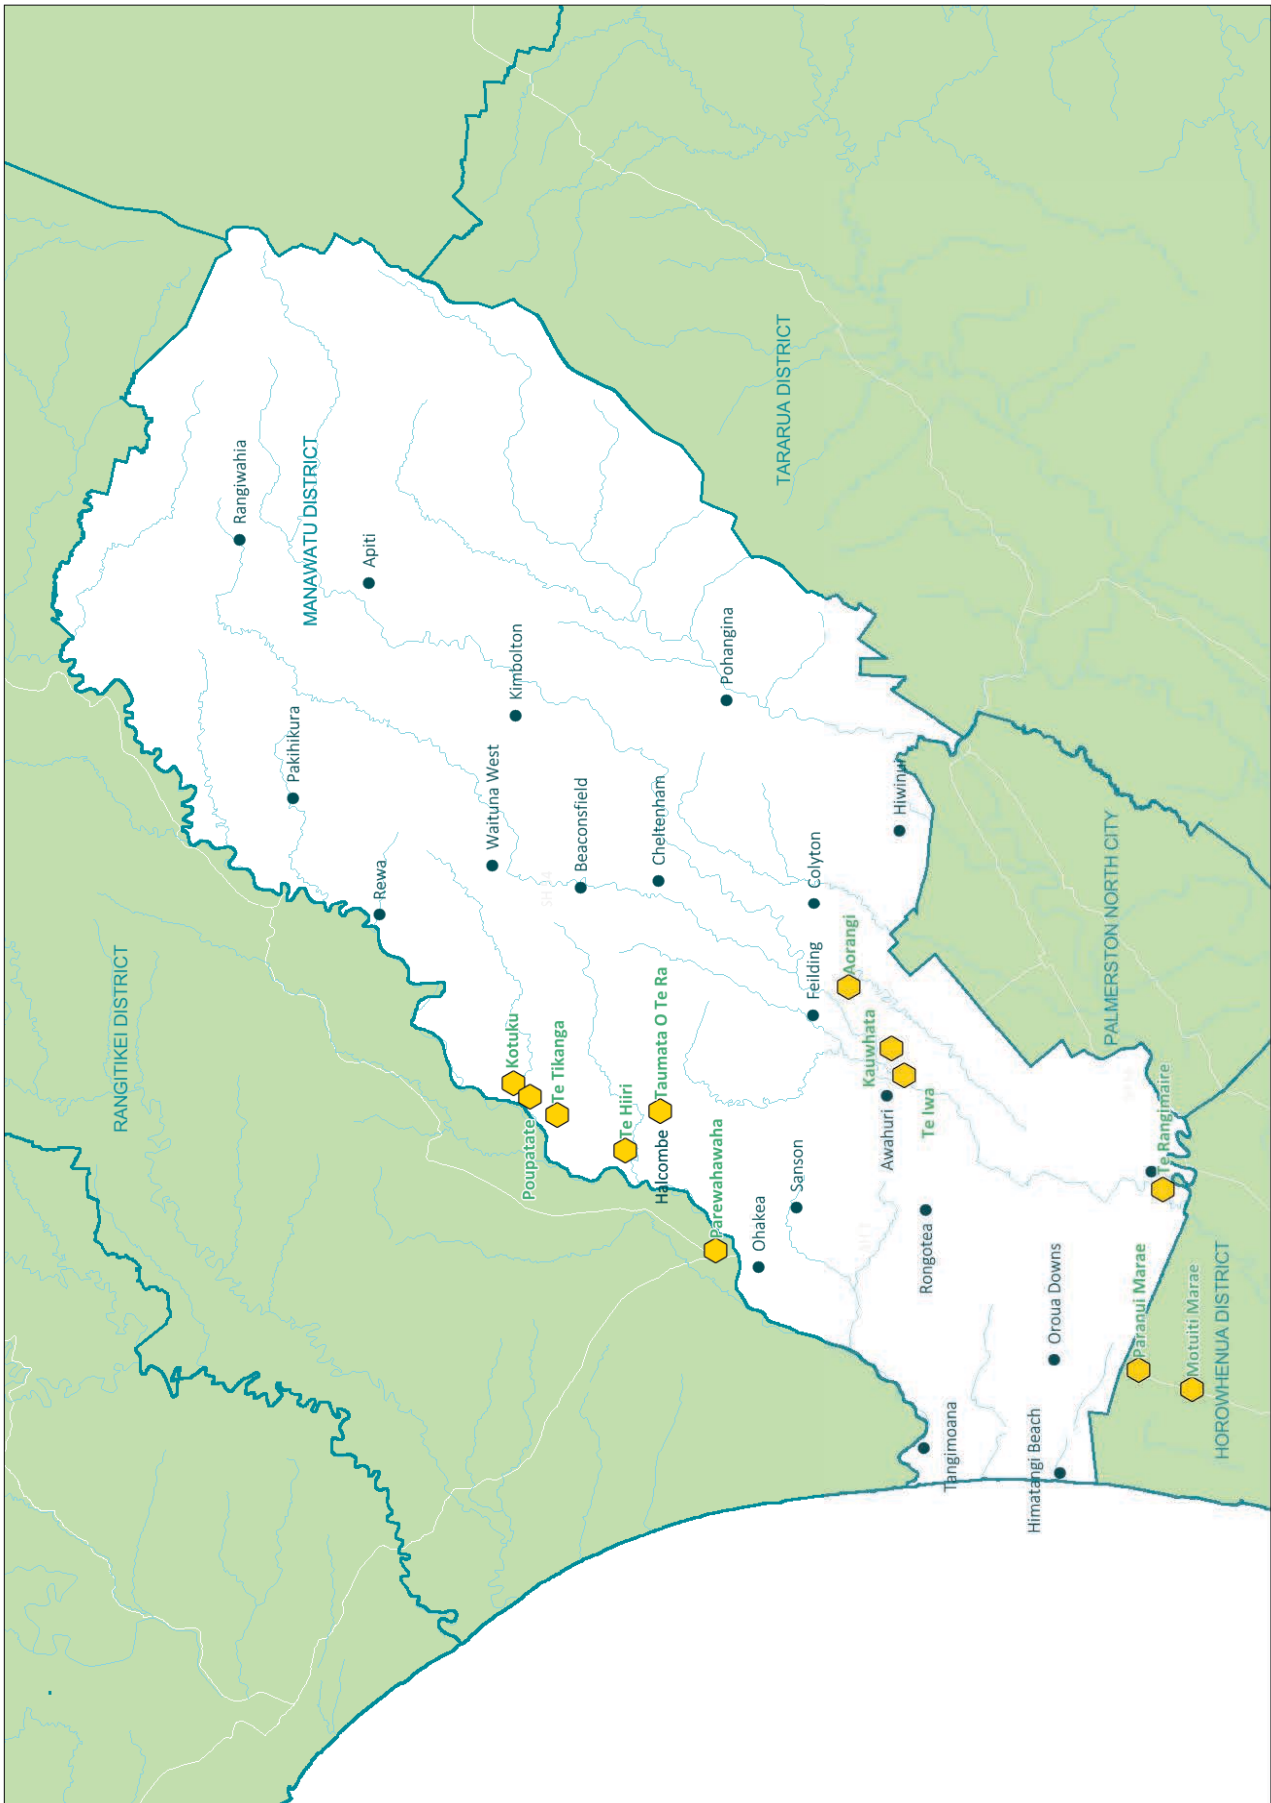 RANGITIKEI DISTRICT
MANAWATU DISTRICT
Rangiwahia
Apiti
TARARUA DISTRICT
Pakihikura
Kimbolton
Pohangina
Rewa
Waituna West
Beaconsfield
Cheltenham
Colyton
PALMERSTON NORTH CITY
Kotuku
Poupatate
Te Tikanga
Te Hiiri
Halcombe
Taumata O Te Ra
Parewahawaha
Ohakea
Sanson
Feilding
Aorangi
Kauwhata
Te Iwa
Awahuri
Rongotea
Te Rangimaire
Tangimoana
Oroua Downs
Himatangi Beach
Paranui Marae
Motuiti Marae
HOROWHENUA DISTRICT